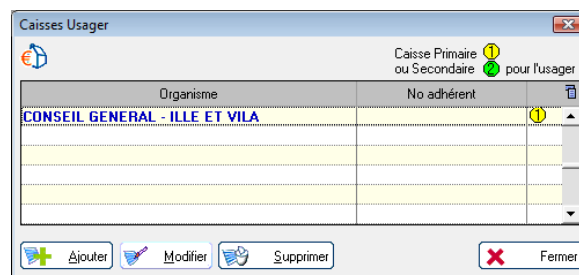 Caisses Usager
Caisse Primaire 1
ou Secondaire 2 pour l'usager
Organisme No adhérent
CONSEIL GENERAL - ILLE ET VILA 1
Ajouter Modifier Supprimer Fermer